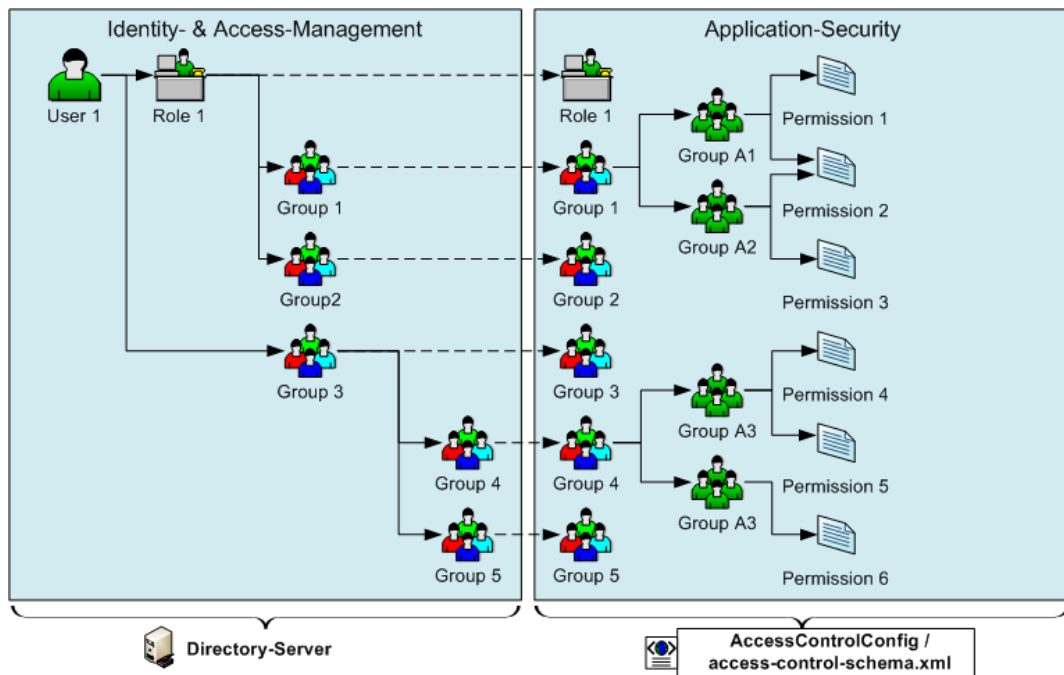 Identity- & Access-Management
Application-Security
User 1
Role 1
Role 1
Permission 1
Group A1
Group 1
Group 1
Permission 2
Group A2
Group2
Group 2
Permission 3
Group 3
Group 3
Permission 4
Group A3
Group 4
Group 4
Permission 5
Group A3
Group 5
Group 5
Permission 6
Directory-Server
AccessControlConfig /
access-control-schema.xml